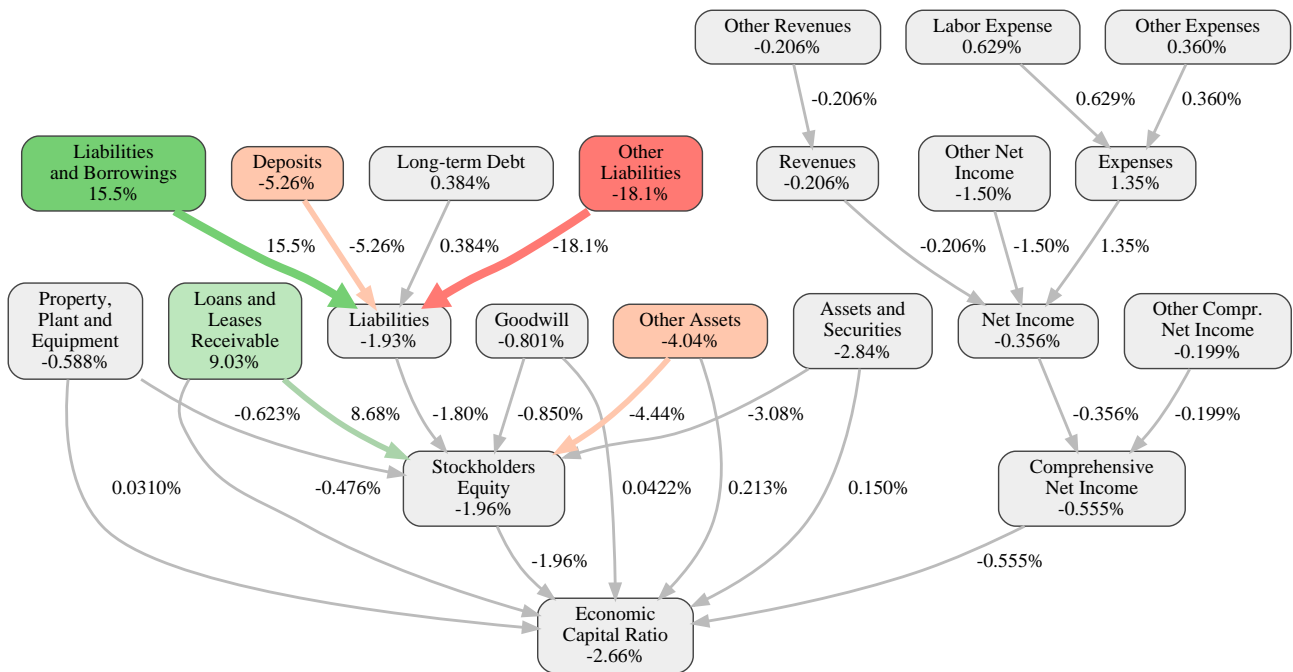 Other Revenues
-0.206%
Labor Expense
0.629%
Other Expenses
0.360%
-0.206%
0.629%
0.360%
Liabilities
and Borrowings
15.5%
Deposits
-5.26%
Long-term Debt
0.384%
Other
Liabilities
-18.1%
Revenues
-0.206%
Other Net
Income
-1.50%
Expenses
1.35%
15.5%
-5.26%
0.384%
-18.1%
-0.206%
-1.50%
1.35%
Property,
Plant and
Equipment
-0.588%
Loans and
Leases
Receivable
9.03%
Liabilities
-1.93%
Goodwill
-0.801%
Other Assets
-4.04%
Assets and
Securities
-2.84%
Net Income
-0.356%
Other Compr.
Net Income
-0.199%
-0.623%
8.68%
-1.80%
-0.850%
-4.44%
-3.08%
-0.356%
-0.199%
Stockholders
Equity
-1.96%
Comprehensive
Net Income
-0.555%
0.0310%
-0.476%
0.0422%
0.213%
0.150%
-1.96%
-0.555%
Economic
Capital Ratio
-2.66%